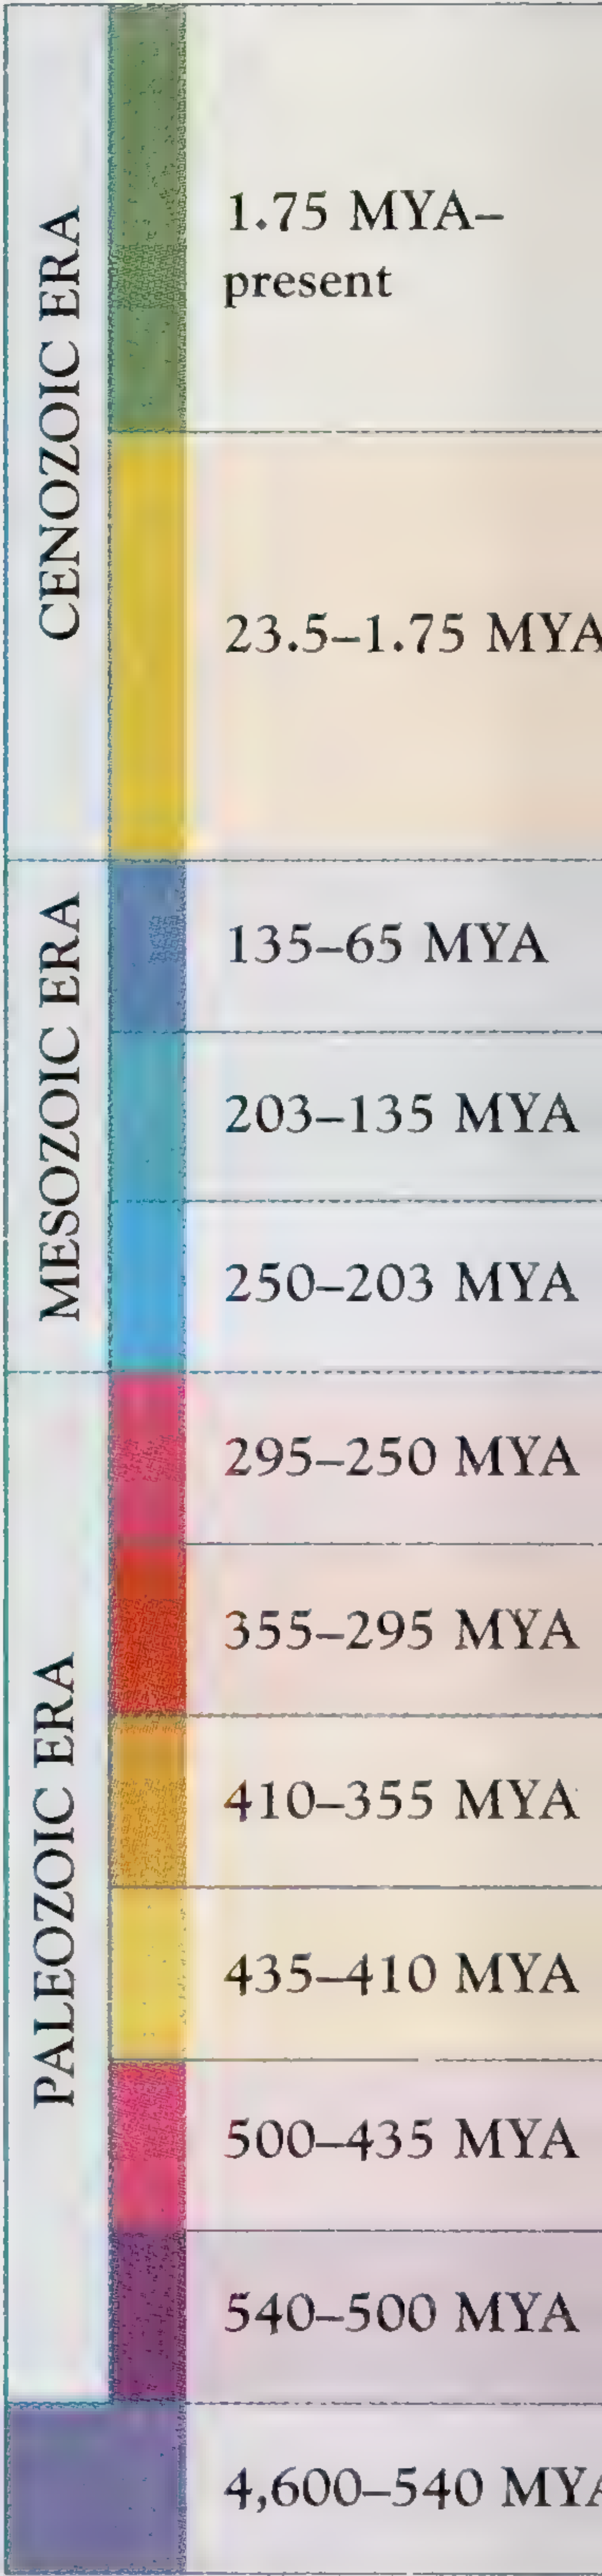 CENOZOIC ERA
1.75 MYA–
present
23.5–1.75 MYA
MESOZOIC ERA
135–65 MYA
203–135 MYA
250–203 MYA
PALEOZOIC ERA
295–250 MYA
355–295 MYA
410–355 MYA
435–410 MYA
500–435 MYA
540–500 MYA
4,600–540 MYA